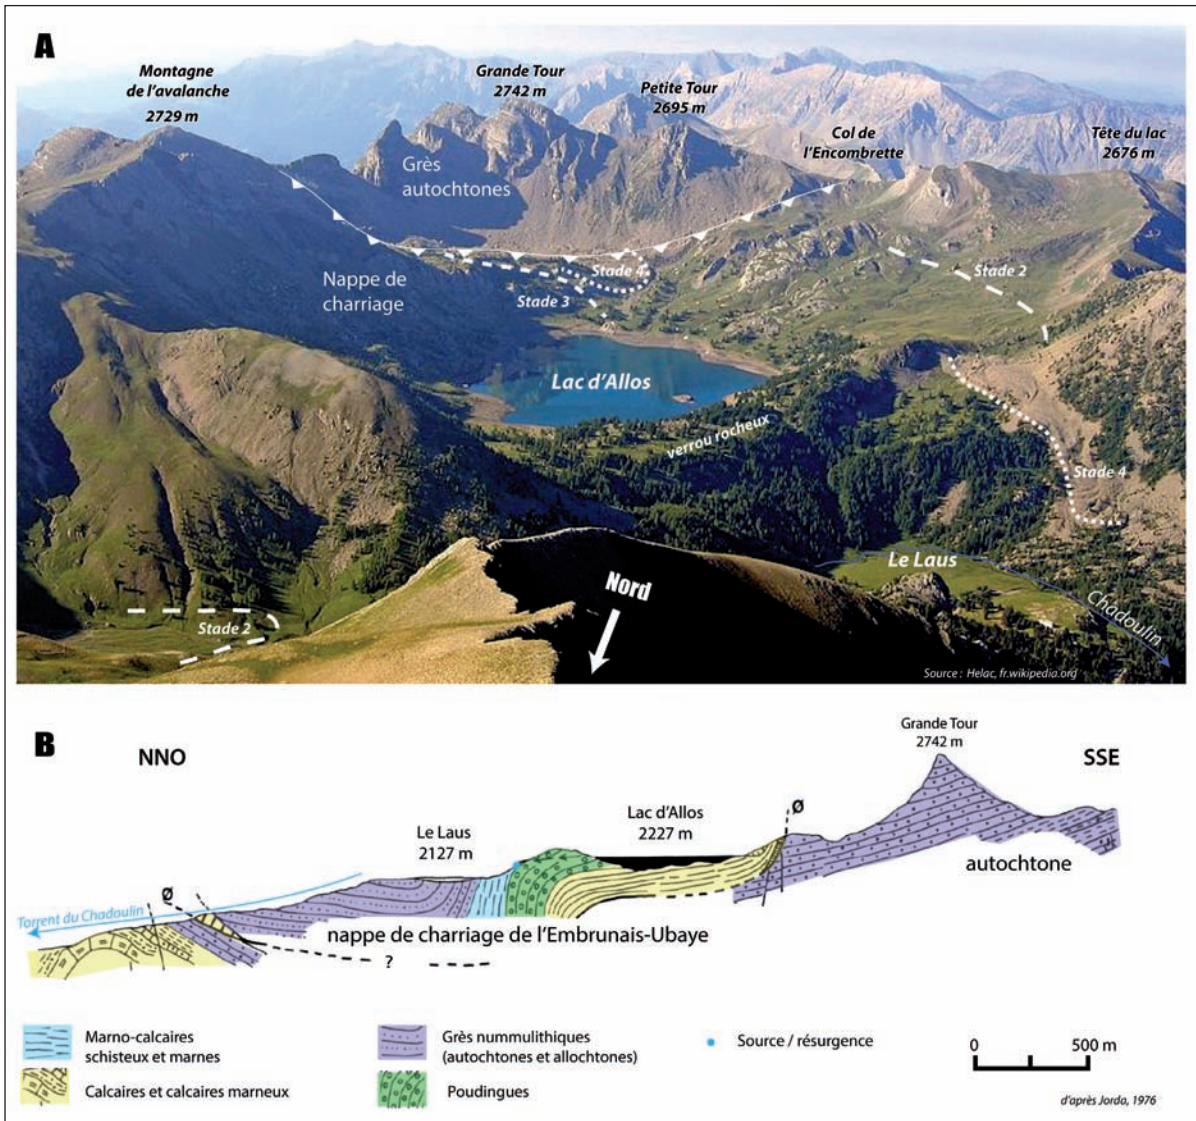 A
Montagne
de l'avalanche
2729 m
Grande Tour
2742 m
Petite Tour
2695 m
Col de
l'Encombrette
Tête du lac
2676 m
Grès
autochtones
Nappe de
charriage
Stade 4
Stade 3
Stade 2
Lac d'Allos
verrou rocheux
Stade 4
Le Laus
Chadoulin
Nord
Stade 2
Source : Helac, fr.wikipedia.org
B
NNO
SSE
Grande Tour
2742 m
Lac d'Allos
2227 m
Le Laus
2127 m
Ø
Ø
autochtone
Torrent du Chadoulin
nappe de charriage de l'Embrunais-Ubaye
?
Marno-calcaires
schisteux et marnes
Calcaires et calcaires marneux
Grès nummulithiques
(autochtones et allochtones)
Poudingues
Source / résurgence
0 500 m
d'après Jorda, 1976